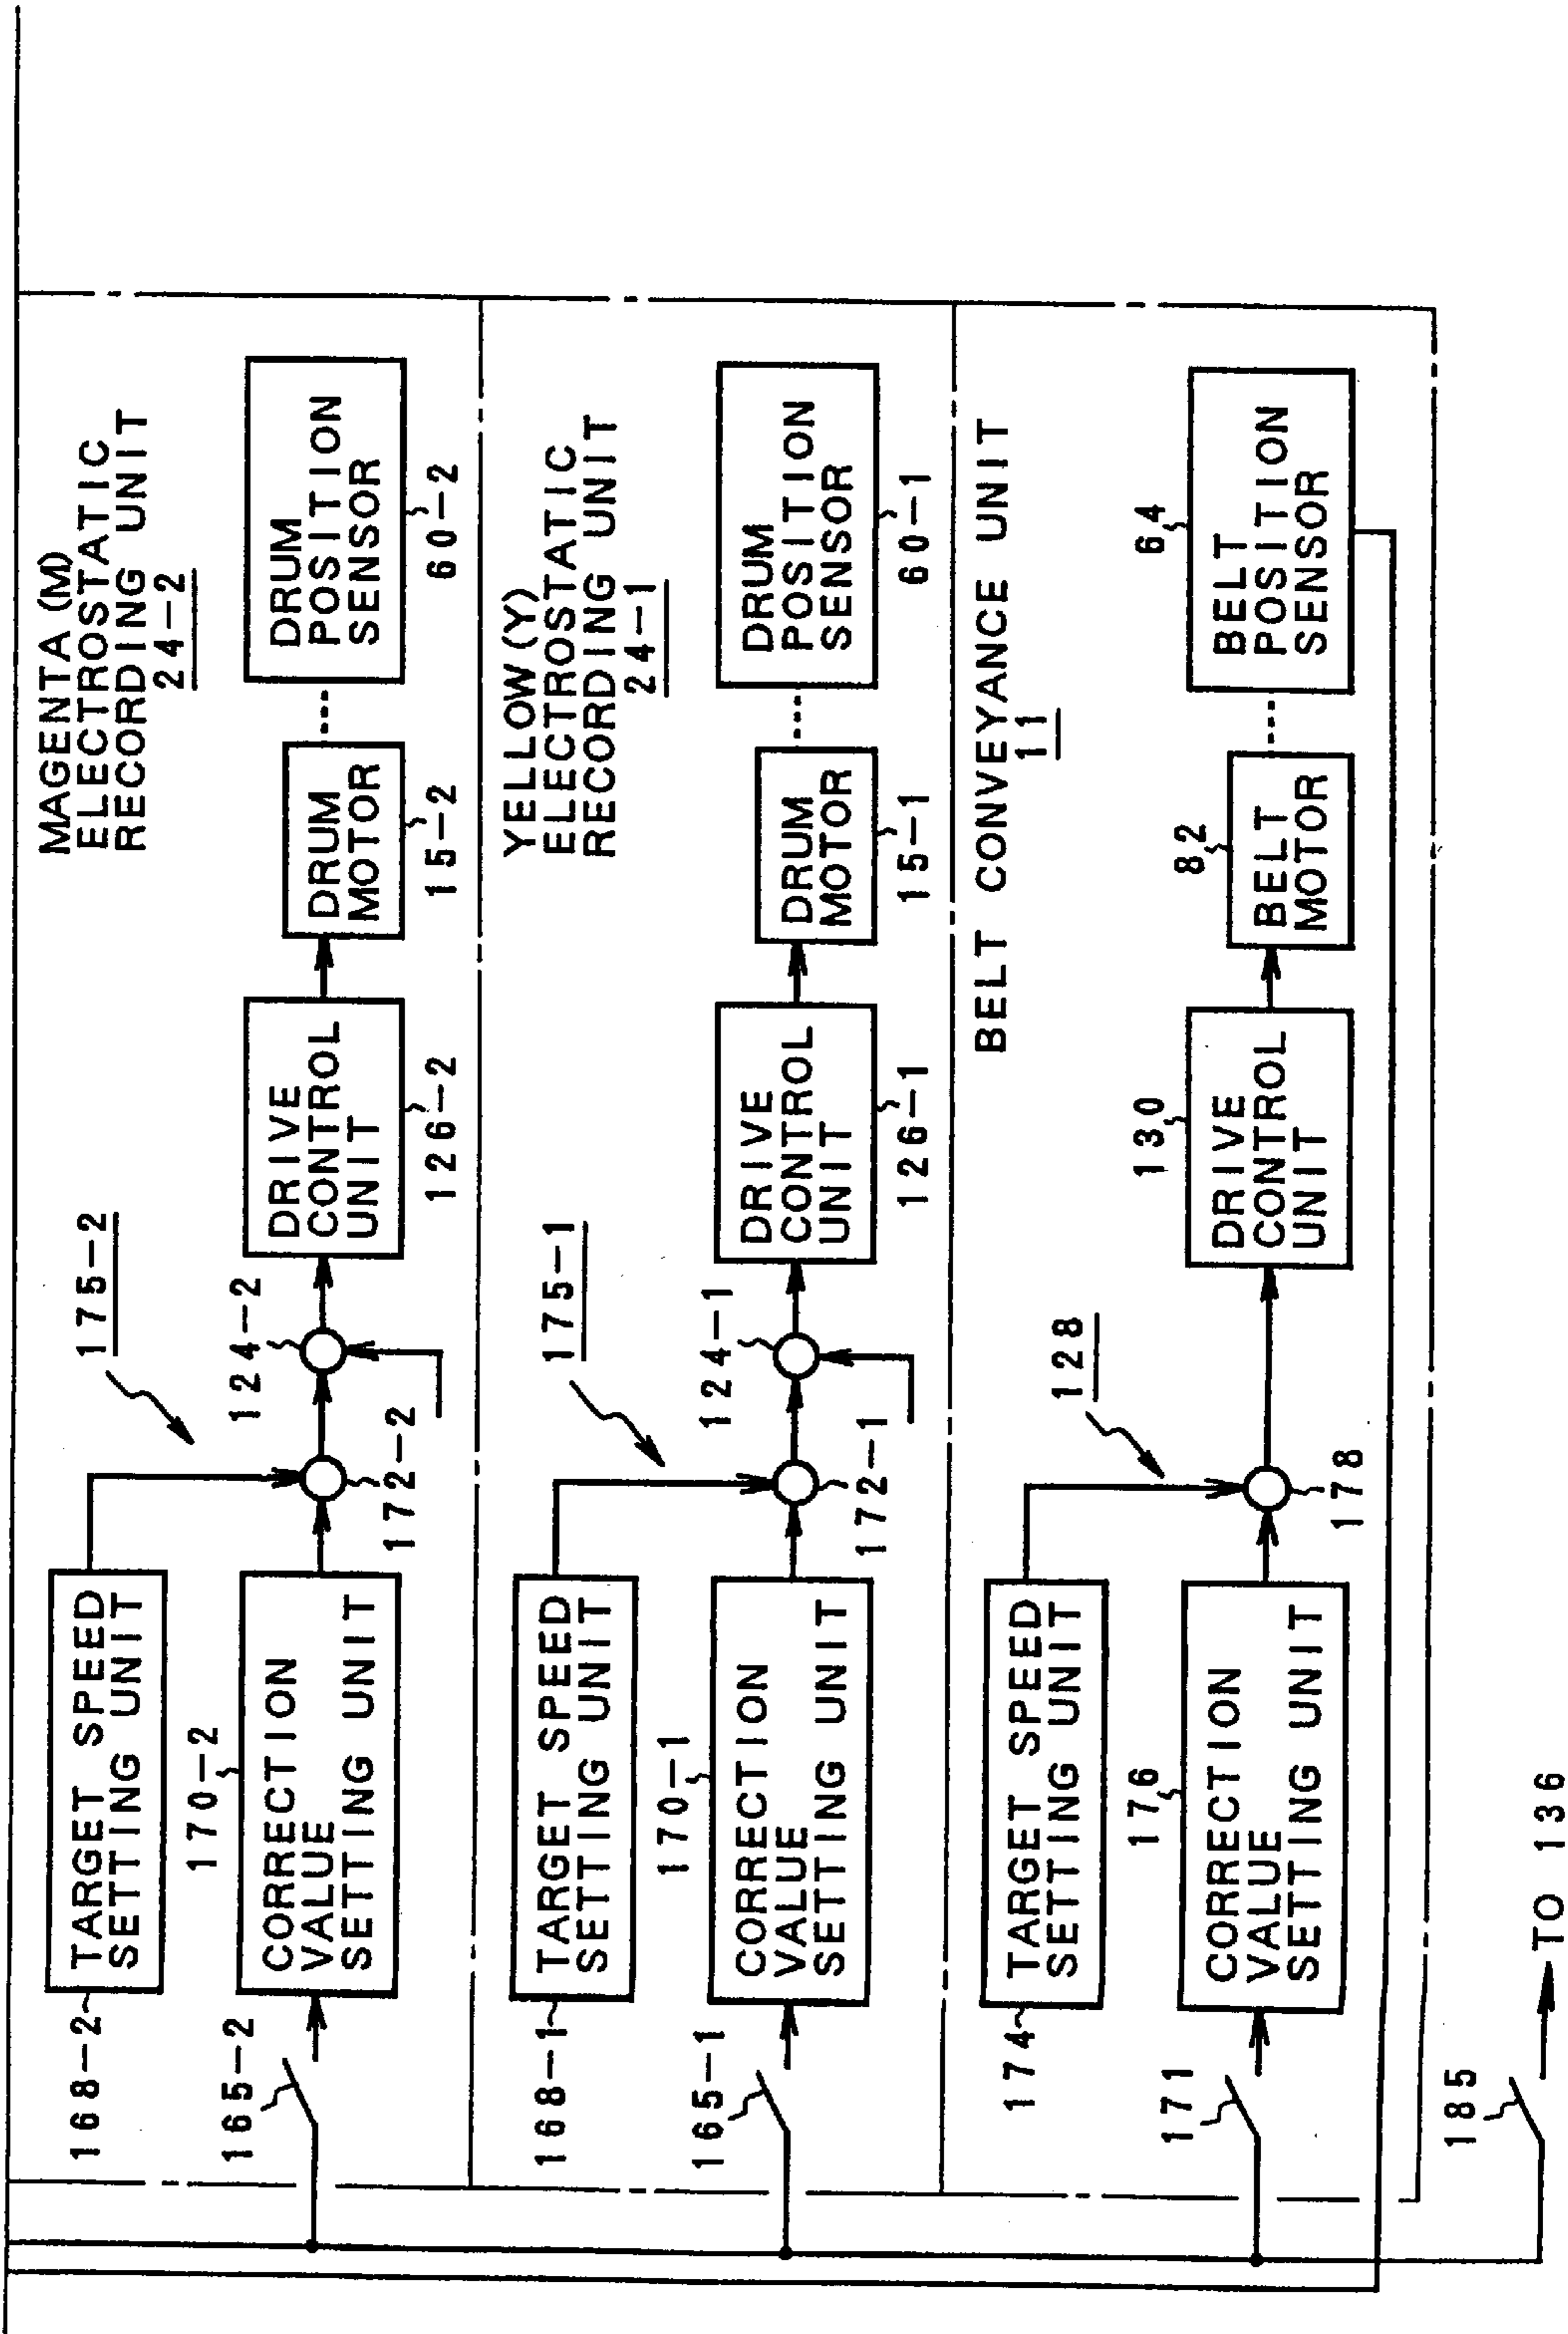 MAGENTA (M)
ELECTROSTATIC
RECORDING UNIT
24-2
175-2
168-2
TARGET SPEED
SETTING UNIT
165-2
170-2
CORRECTION
VALUE
SETTING UNIT
172-2
124-2
DRIVE
CONTROL
UNIT
126-2
DRUM
MOTOR
15-2
DRUM
POSITION
SENSOR
60-2
YELLOW (Y)
ELECTROSTATIC
RECORDING UNIT
24-1
175-1
168-1
TARGET SPEED
SETTING UNIT
165-1
170-1
CORRECTION
VALUE
SETTING UNIT
172-1
124-1
DRIVE
CONTROL
UNIT
126-1
DRUM
MOTOR
15-1
DRUM
POSITION
SENSOR
60-1
BELT CONVEYANCE UNIT
11
128
174
TARGET SPEED
SETTING UNIT
171
176
CORRECTION
VALUE
SETTING UNIT
178
130
DRIVE
CONTROL
UNIT
82
BELT
MOTOR
64
BELT
POSITION
SENSOR
185
TO 136